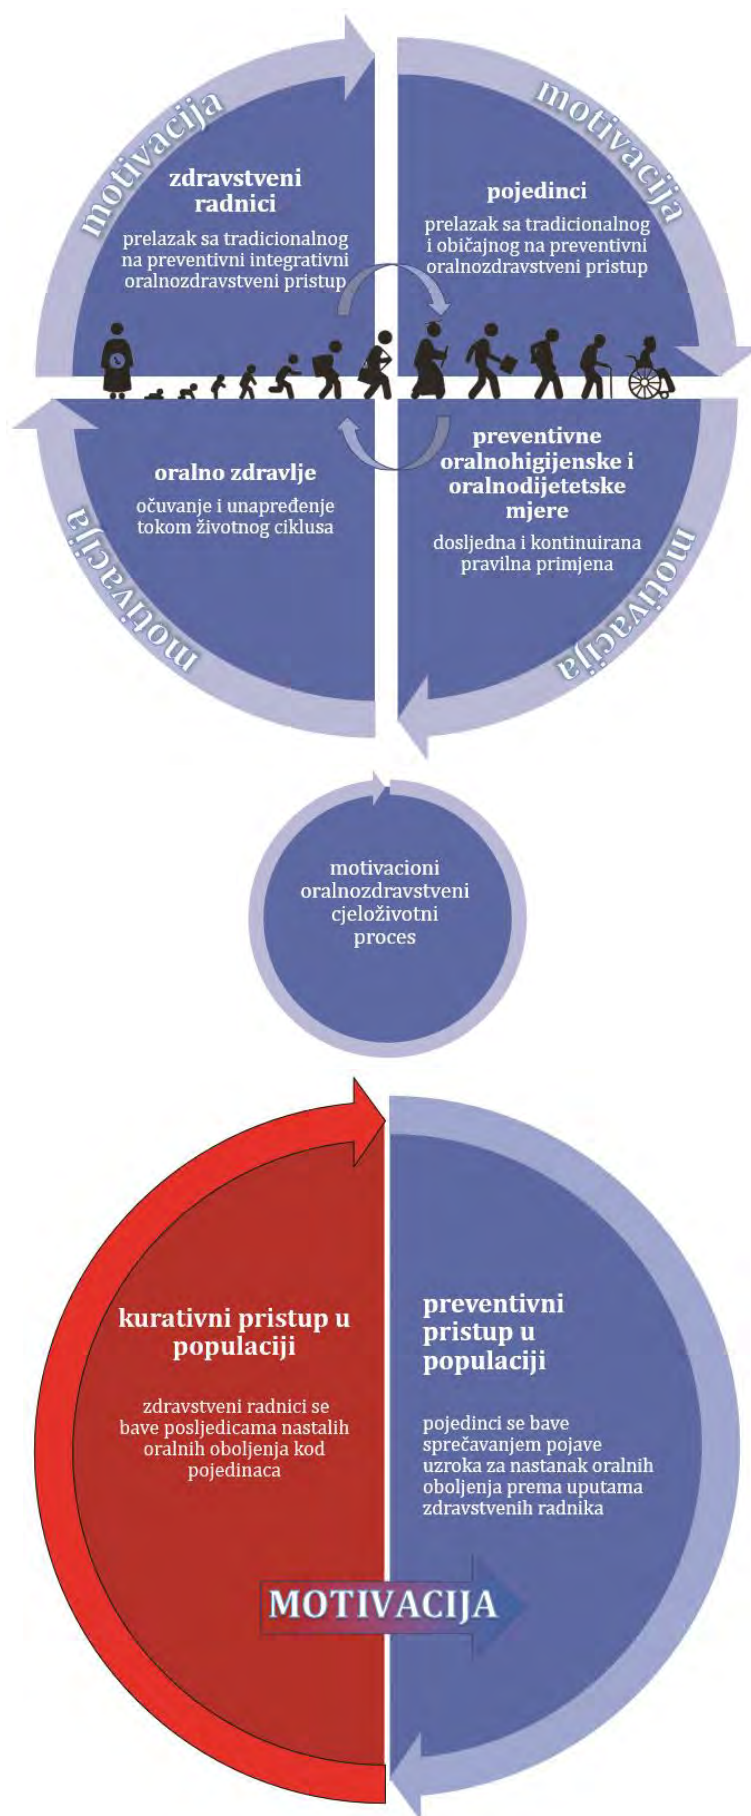 motivacija
zdravstveni
radnici
prelazak sa tradicionalnog
na preventivni integrativni
oralnozdravstveni pristup
motivacija
pojedinci
prelazak sa tradicionalnog
i običajnog na preventivni
oralnozdravstveni pristup
oralno zdravlje
očuvanje i unapređenje
tokom životnog ciklusa
motivacija
preventivne
oralnohigijenske i
oralnodijetetske
mjere
dosljedna i kontinuirana
pravilna primjena
motivacija
motivacioni
oralnozdravstveni
cjeloživotni
proces
kurativni pristup u
populaciji
zdravstveni radnici se
bave posljedicama nastalih
oralnih oboljenja kod
pojedinaca
preventivni
pristup u
populaciji
pojedinci se bave
sprečavanjem pojave
uzroka za nastanak oralnih
oboljenja prema uputama
zdravstvenih radnika
MOTIVACIJA